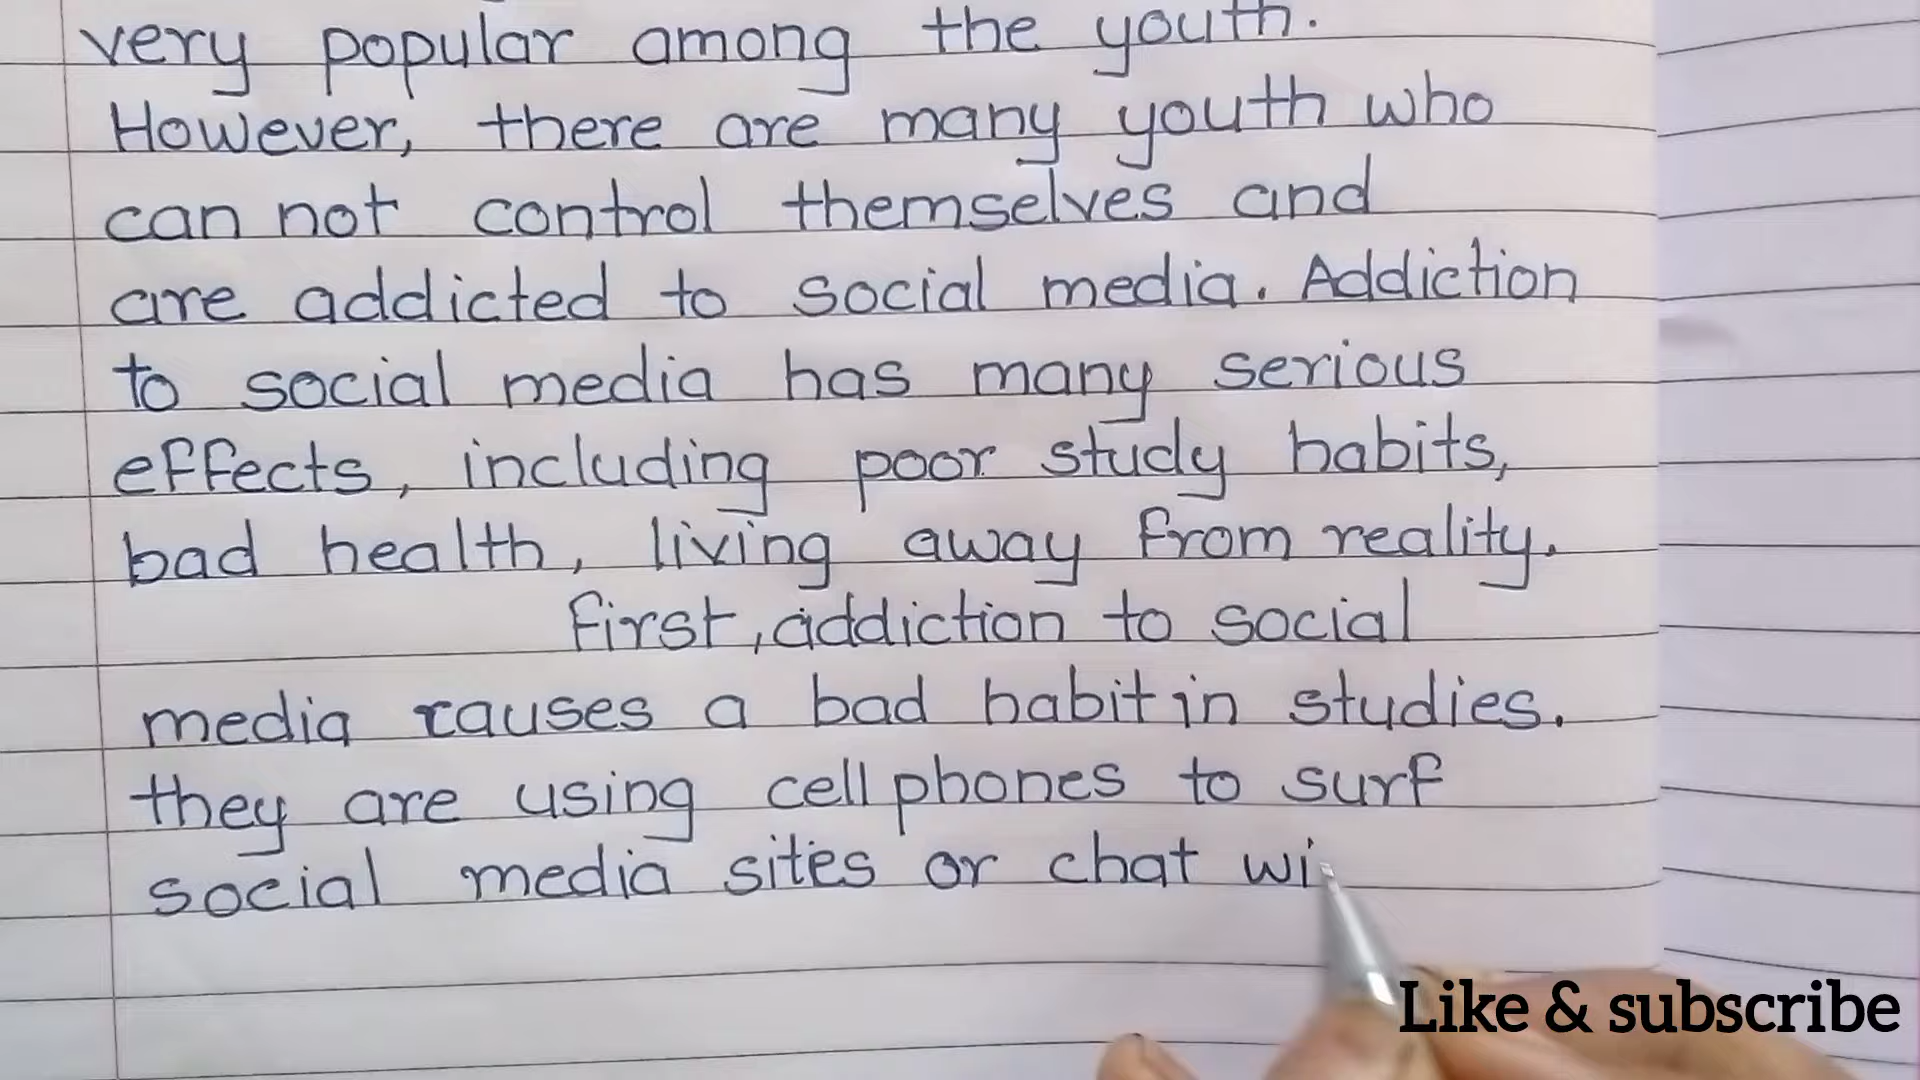 very popular among the youth.
However, there are many youth who
can not control themselves and
are addicted to social media. Addiction
to social media has many serious
effects, including poor study habits,
bad health, living away from reality.
first, addiction to social
media causes a bad habit in studies.
they are using cell phones to surf
social media sites or chat wi
Like & subscribe